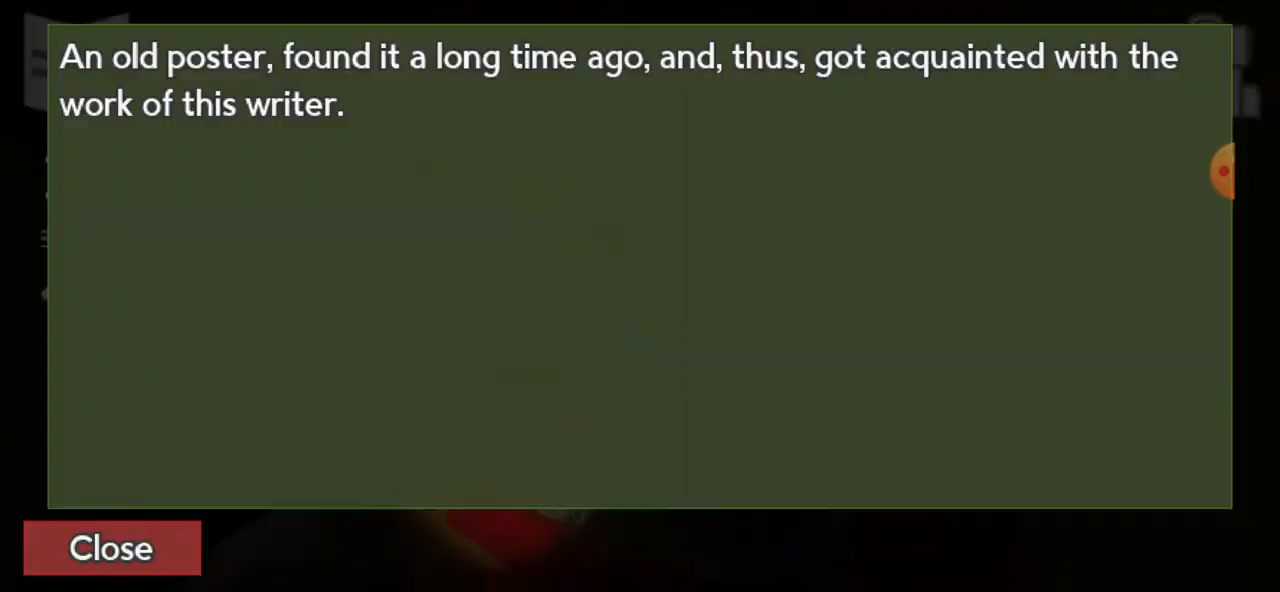 An old poster, found it a long time ago, and, thus, got acquainted with the
work of this writer.
Close